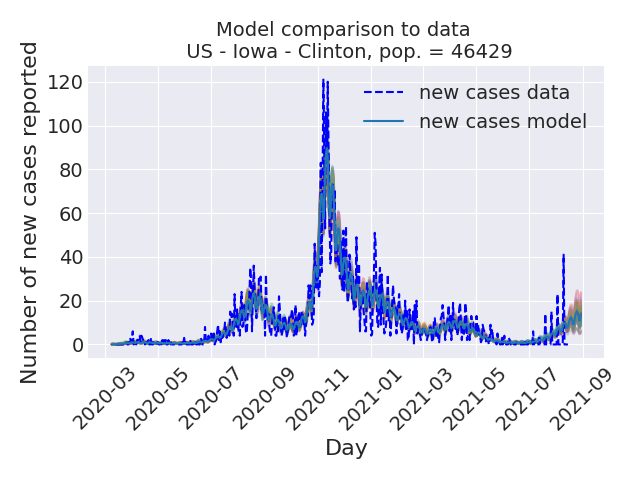 Model comparison to data
US - Iowa - Clinton, pop. = 46429
Number of new cases reported
120
100
80
60
40
20
0
new cases data
new cases model
2020-03
2020-05
2020-07
2020-09
2020-11
2021-01
2021-03
2021-05
2021-07
2021-09
Day